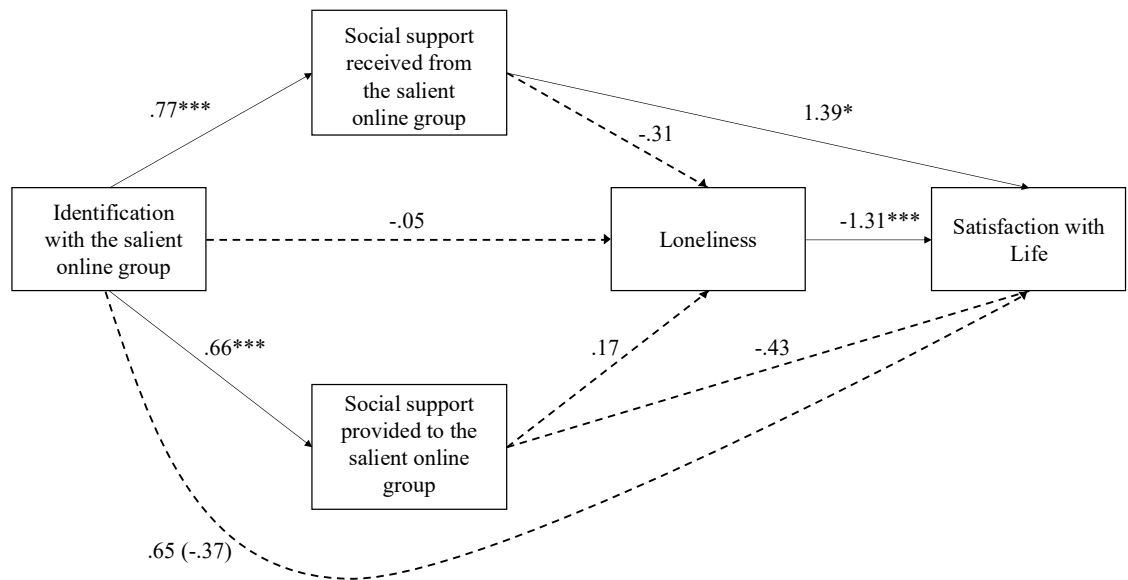 Social support
received from
the salient
online group
.77***
1.39*
-.31
Identification
with the salient
online group
-.05
Loneliness
-1.31***
Satisfaction with
Life
.66***
.17
-.43
Social support
provided to the
salient online
group
.65 (-.37)